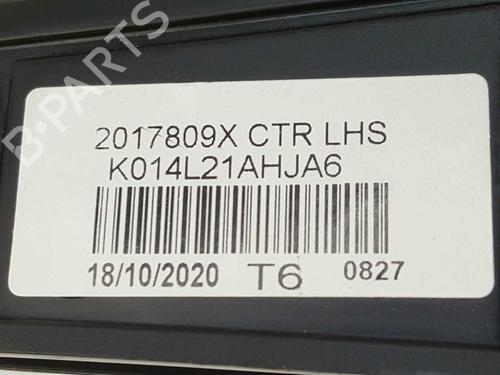 B-PARTS
2017809X CTR LHS
K014L21AHJA6
18/10/2020 T6 0827